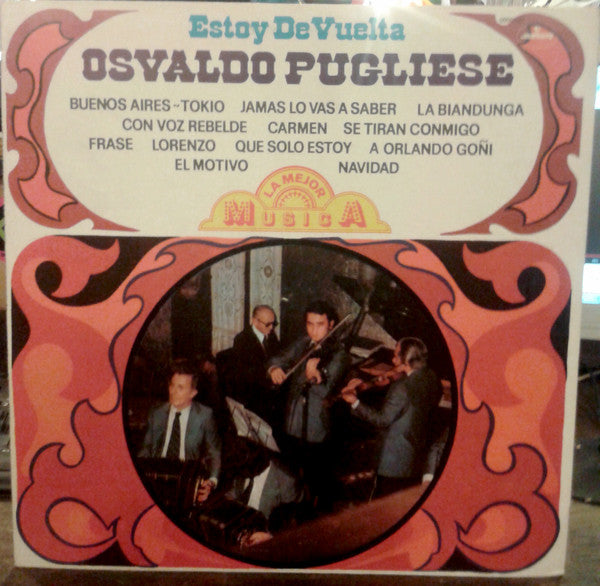 Estoy De Vuelta
OSVALDO PUGLIESE
BUENOS AIRES-TOKIO JAMAS LO VAS A SABER LA BIANDUNGA
CON VOZ REBELDE CARMEN SE TIRAN CONMIGO
FRASE LORENZO QUE SOLO ESTOY A ORLANDO GOÑI
EL MOTIVO NAVIDAD
LA MEJOR
MUSICA